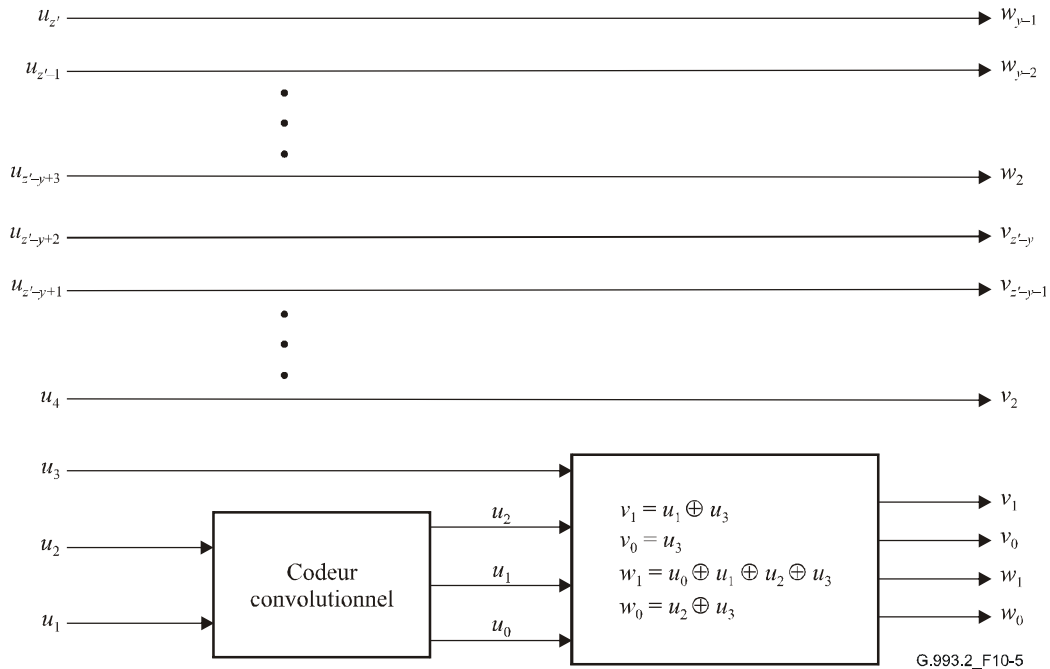 u_{z′} w_{y–1}
u_{z′–1} w_{y–2}
u_{z′–y+3} w_2
u_{z′–y+2} v_{z′–y}
u_{z′–y+1} v_{z′–y–1}
u_4 v_2
u_3
u_2
u_1
Codeur
convolutionnel
u_2
u_1
u_0
v_1 = u_1 ⊕ u_3
v_0 = u_3
w_1 = u_0 ⊕ u_1 ⊕ u_2 ⊕ u_3
w_0 = u_2 ⊕ u_3
v_1
v_0
w_1
w_0
G.993.2_F10-5